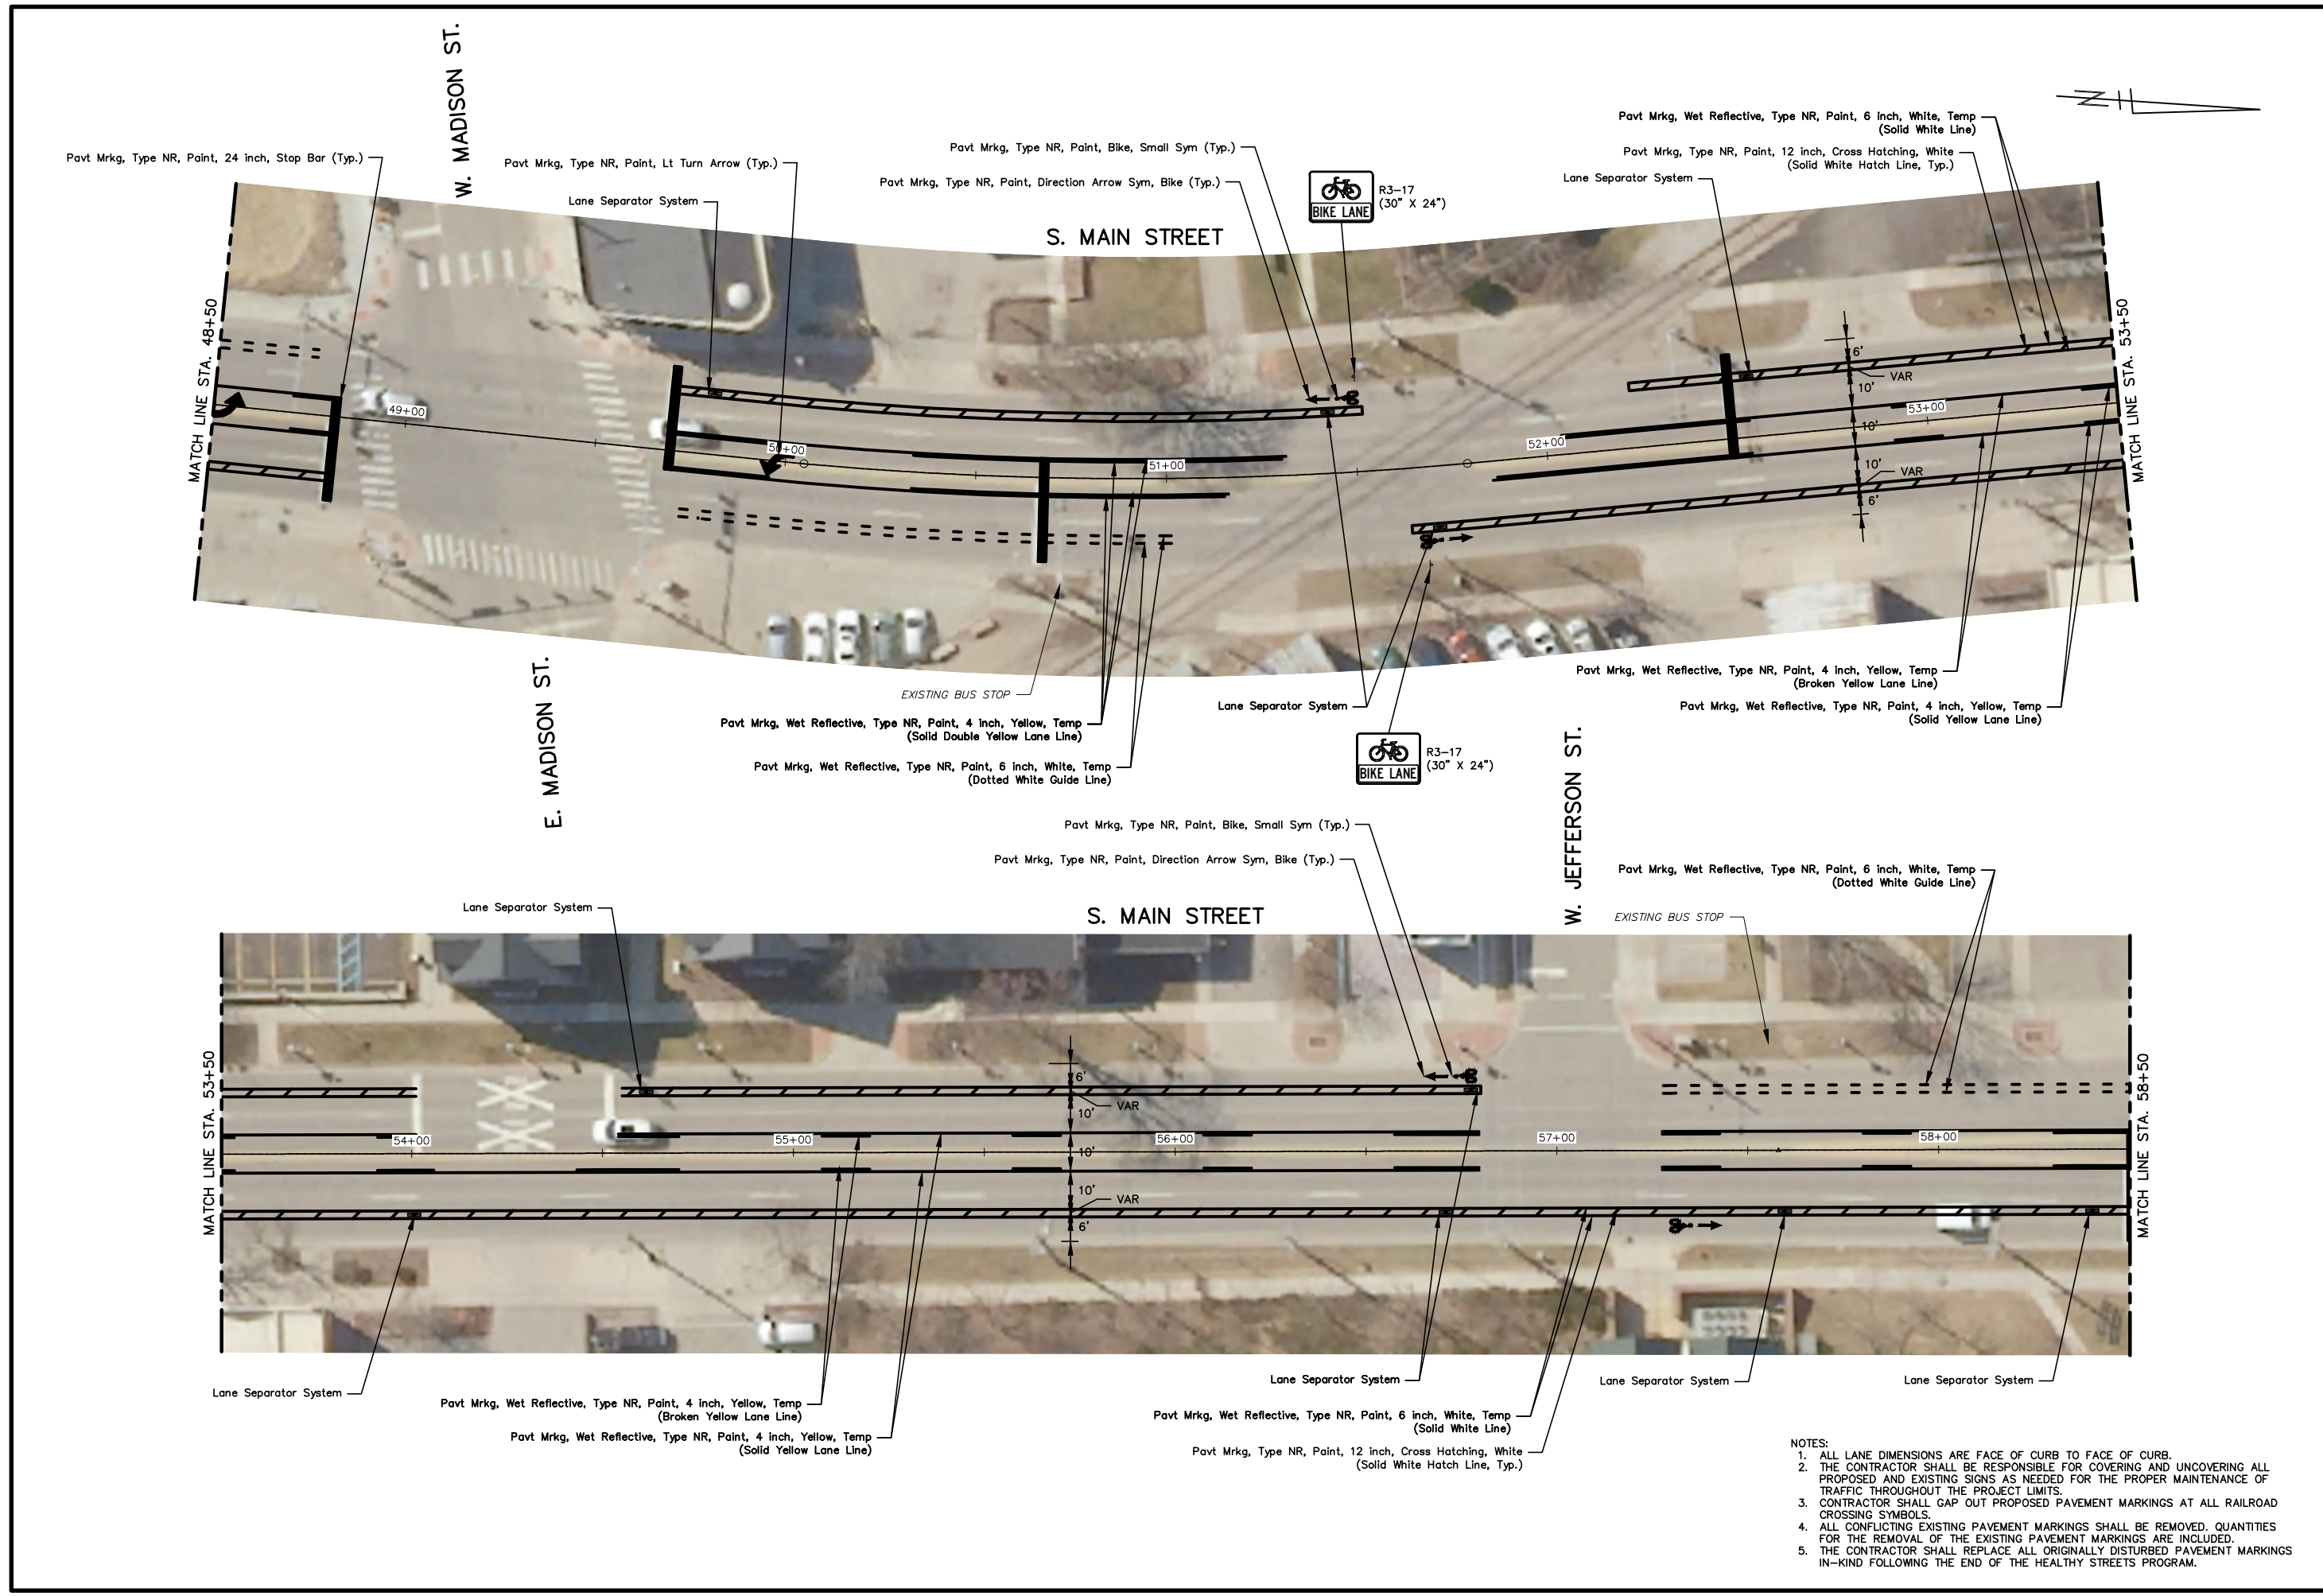 W. MADISON ST.
Pavt Mrkg, Type NR, Paint, 24 inch, Stop Bar (Typ.)
Pavt Mrkg, Type NR, Paint, Lt Turn Arrow (Typ.)
Lane Separator System
Pavt Mrkg, Type NR, Paint, Bike, Small Sym (Typ.)
Pavt Mrkg, Type NR, Paint, Direction Arrow Sym, Bike (Typ.)
BIKE LANE
R3-17
(30" X 24")
Pavt Mrkg, Wet Reflective, Type NR, Paint, 6 inch, White, Temp
(Solid White Line)
Pavt Mrkg, Type NR, Paint, 12 inch, Cross Hatching, White
(Solid White Hatch Line, Typ.)
Lane Separator System
N
S. MAIN STREET
MATCH LINE STA. 48+50
49+00
50+00
51+00
52+00
53+00
6'
VAR
10'
10'
10'
VAR
6'
MATCH LINE STA. 53+50
E. MADISON ST.
EXISTING BUS STOP
Pavt Mrkg, Wet Reflective, Type NR, Paint, 4 inch, Yellow, Temp
(Solid Double Yellow Lane Line)
Pavt Mrkg, Wet Reflective, Type NR, Paint, 6 inch, White, Temp
(Dotted White Guide Line)
Lane Separator System
BIKE LANE
R3-17
(30" X 24")
Pavt Mrkg, Wet Reflective, Type NR, Paint, 4 inch, Yellow, Temp
(Broken Yellow Lane Line)
Pavt Mrkg, Wet Reflective, Type NR, Paint, 4 inch, Yellow, Temp
(Solid Yellow Lane Line)
W. JEFFERSON ST.
Pavt Mrkg, Type NR, Paint, Bike, Small Sym (Typ.)
Pavt Mrkg, Type NR, Paint, Direction Arrow Sym, Bike (Typ.)
Pavt Mrkg, Wet Reflective, Type NR, Paint, 6 inch, White, Temp
(Dotted White Guide Line)
Lane Separator System
S. MAIN STREET
EXISTING BUS STOP
MATCH LINE STA. 53+50
54+00
55+00
56+00
57+00
58+00
6'
VAR
10'
10'
10'
VAR
6'
MATCH LINE STA. 58+50
Lane Separator System
Pavt Mrkg, Wet Reflective, Type NR, Paint, 4 inch, Yellow, Temp
(Broken Yellow Lane Line)
Pavt Mrkg, Wet Reflective, Type NR, Paint, 4 inch, Yellow, Temp
(Solid Yellow Lane Line)
Lane Separator System
Pavt Mrkg, Wet Reflective, Type NR, Paint, 6 inch, White, Temp
(Solid White Line)
Pavt Mrkg, Type NR, Paint, 12 inch, Cross Hatching, White
(Solid White Hatch Line, Typ.)
Lane Separator System
Lane Separator System
NOTES:
1. ALL LANE DIMENSIONS ARE FACE OF CURB TO FACE OF CURB.
2. THE CONTRACTOR SHALL BE RESPONSIBLE FOR COVERING AND UNCOVERING ALL
PROPOSED AND EXISTING SIGNS AS NEEDED FOR THE PROPER MAINTENANCE OF
TRAFFIC THROUGHOUT THE PROJECT LIMITS.
3. CONTRACTOR SHALL GAP OUT PROPOSED PAVEMENT MARKINGS AT ALL RAILROAD
CROSSING SYMBOLS.
4. ALL CONFLICTING EXISTING PAVEMENT MARKINGS SHALL BE REMOVED. QUANTITIES
FOR THE REMOVAL OF THE EXISTING PAVEMENT MARKINGS ARE INCLUDED.
5. THE CONTRACTOR SHALL REPLACE ALL ORIGINALLY DISTURBED PAVEMENT MARKINGS
IN-KIND FOLLOWING THE END OF THE HEALTHY STREETS PROGRAM.